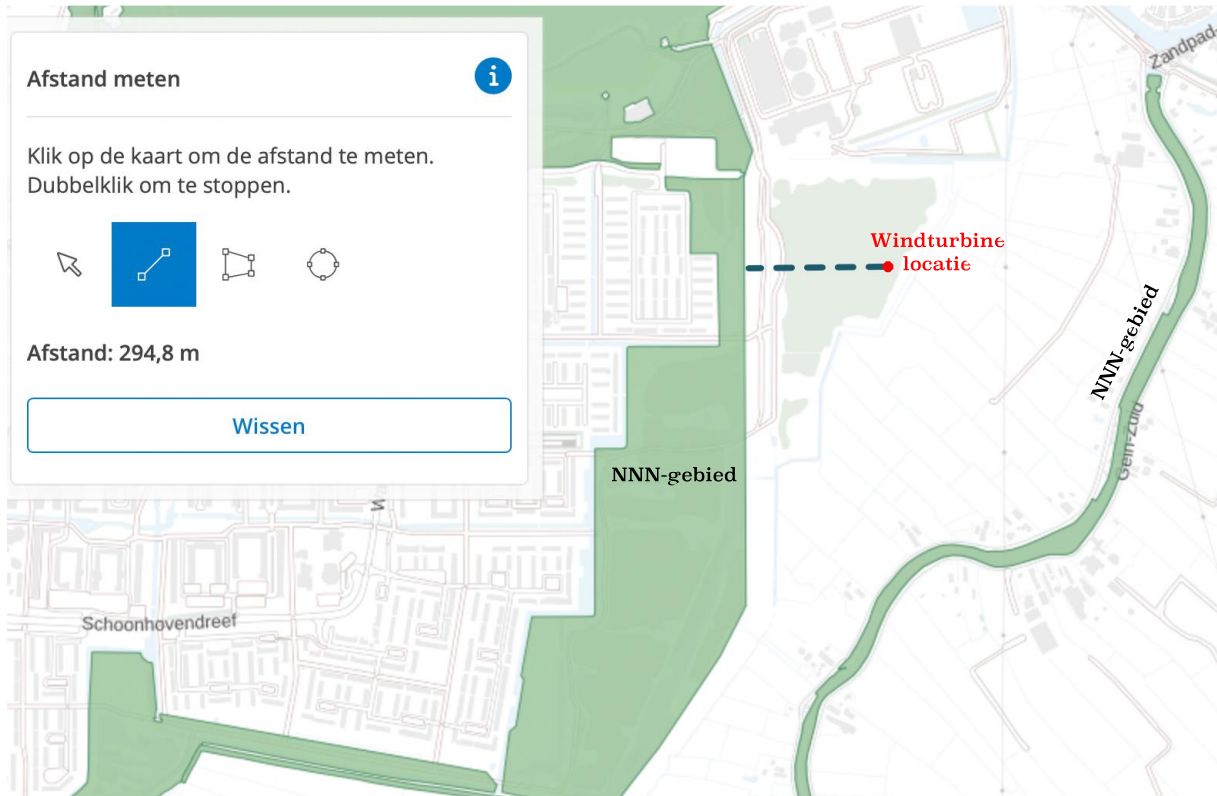 Afstand meten
Klik op de kaart om de afstand te meten.
Dubbelklik om te stoppen.
Afstand: 294,8 m
Wissen
Zandpad
Windturbine
locatie
NNN-gebied
Gein-Zuid
NNN-gebied
Schoonhovendreef